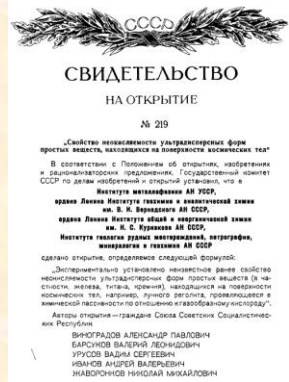 СССР
СВИДЕТЕЛЬСТВО
НА ОТКРЫТИЕ
№ 219
„Свойство неокисляемости ультрадисперсных форм
простых веществ, находящихся на поверхности космических тел"
В соответствии с Положением об открытиях, изобретениях
и рационализаторских предложениях, Государственный комитет
СССР по делам изобретений и открытий установил, что в
Институте металлофизики АН УССР,
ордена Ленина Институте геохимии и аналитической химии
им. В. И. Вернадского АН СССР,
ордена Ленина Институте общей и неорганической химии
им. Н. С. Курнакова АН СССР,
Институте геологии рудных месторождений, петрографии,
минералогии и геохимии АН СССР
сделано открытие, определяемое следующей формулой:
„Экспериментально установлено неизвестное ранее свойство
неокисляемости ультрадисперсных форм простых веществ (в ча-
стности, железа, титана, кремния), находящихся на поверхности
космических тел, например, лунного реголита, проявляющееся в
химической пассивности по отношению к газообразному кислороду".
Авторы открытия — граждане Союза Советских Социалистичес-
ких Республик
ВИНОГРАДОВ АЛЕКСАНДР ПАВЛОВИЧ
БАРСУКОВ ВАЛЕРИЙ ЛЕОНИДОВИЧ
УРУСОВ ВАДИМ СЕРГЕЕВИЧ
ИВАНОВ АНДРЕЙ ВАЛЕРЬЕВИЧ
ЖАВОРОНКОВ НИКОЛАЙ МИХАЙЛОВИЧ